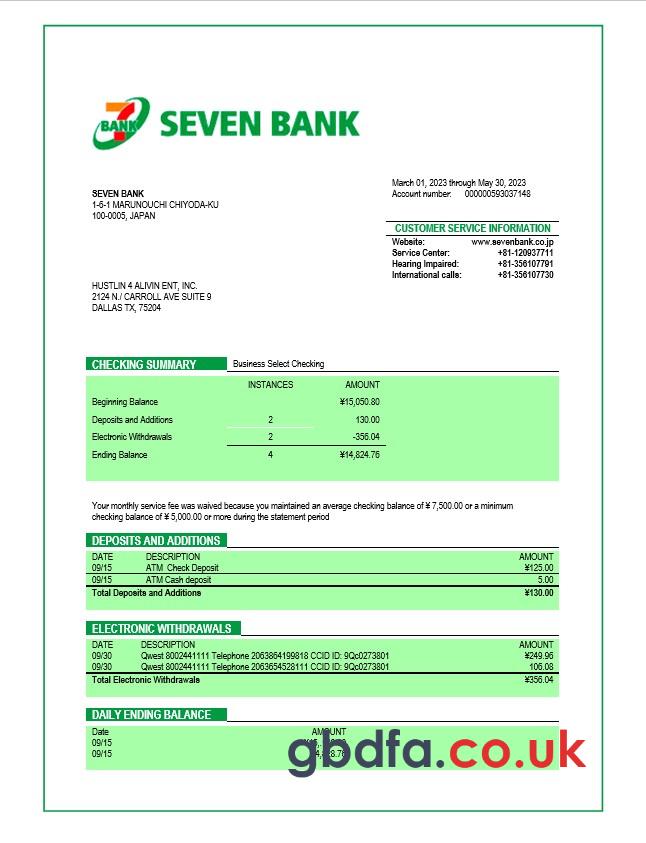 7
BANK
SEVEN BANK
March 01, 2023 through May 30, 2023
Account number: 000000593037148
SEVEN BANK
1-6-1 MARUNOUCHI CHIYODA-KU
100-0005, JAPAN
CUSTOMER SERVICE INFORMATION
Website: www.sevenbank.co.jp
Service Center: +81-120937711
Hearing Impaired: +81-356107791
International calls: +81-356107730
HUSTLIN 4 ALIVIN ENT, INC.
2124 N./ CARROLL AVE SUITE 9
DALLAS TX, 75204
CHECKING SUMMARY Business Select Checking
INSTANCES AMOUNT
Beginning Balance ¥15,050.80
Deposits and Additions 2 130.00
Electronic Withdrawals 2 -356.04
Ending Balance 4 ¥14,824.76
Your monthly service fee was waived because you maintained an average checking balance of ¥ 7,500.00 or a minimum
checking balance of ¥ 5,000.00 or more during the statement period
DEPOSITS AND ADDITIONS
DATE DESCRIPTION AMOUNT
09/15 ATM Check Deposit ¥125.00
09/15 ATM Cash deposit 5.00
Total Deposits and Additions ¥130.00
ELECTRONIC WITHDRAWALS
DATE DESCRIPTION AMOUNT
09/30 Qwest 8002441111 Telephone 2063864199818 CCID ID: 9Qc0273801 ¥249.96
09/30 Qwest 8002441111 Telephone 2063654528111 CCID ID: 9Qc0273801 106.08
Total Electronic Withdrawals ¥356.04
DAILY ENDING BALANCE
Date AMOUNT
09/15
09/15
gbdfa.co.uk